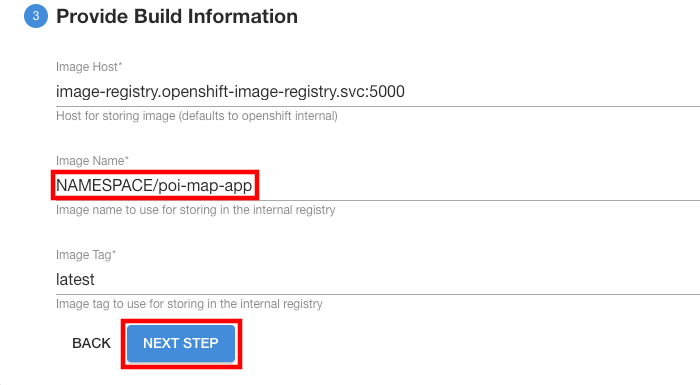 3 Provide Build Information
Image Host*
image-registry.openshift-image-registry.svc:5000
Host for storing image (defaults to openshift internal)
Image Name*
NAMESPACE/poi-map-app
Image name to use for storing in the internal registry
Image Tag*
latest
Image tag to use for storing in the internal registry
BACK NEXT STEP